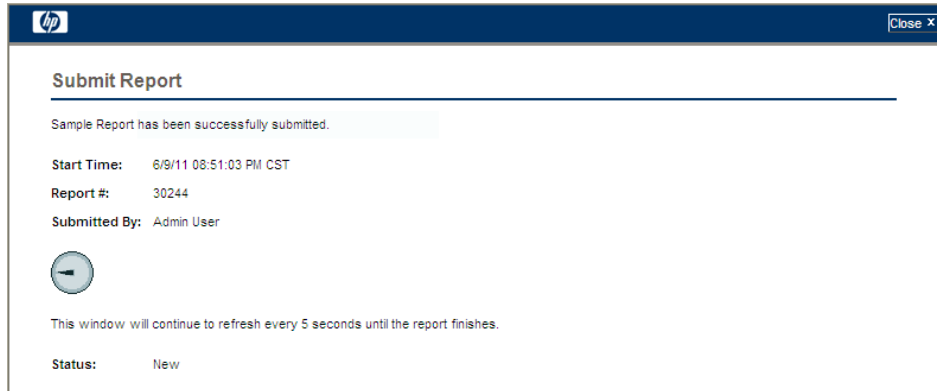 hp
Close X
Submit Report
Sample Report has been successfully submitted.
Start Time: 6/9/11 08:51:03 PM CST
Report #: 30244
Submitted By: Admin User
This window will continue to refresh every 5 seconds until the report finishes.
Status: New